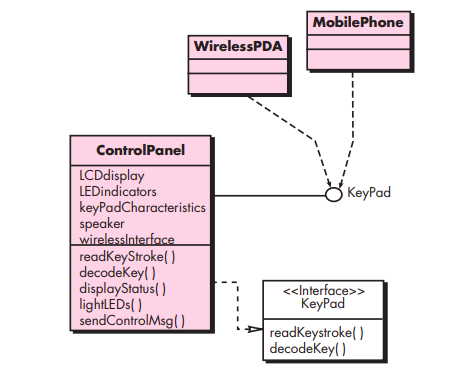 MobilePhone
WirelessPDA
ControlPanel
LCDdisplay
LEDindicators
keyPadCharacteristics
speaker
wirelessInterface
readKeyStroke( )
decodeKey( )
displayStatus( )
lightLEDs( )
sendControlMsg( )
KeyPad
<<Interface>>
KeyPad
readKeystroke( )
decodeKey( )